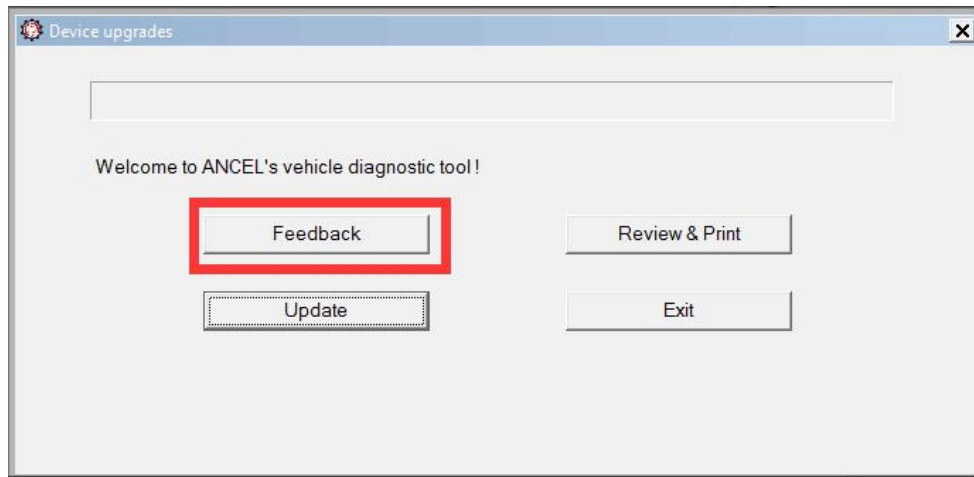 Device upgrades
Welcome to ANCEL's vehicle diagnostic tool !
Feedback
Review & Print
Update
Exit